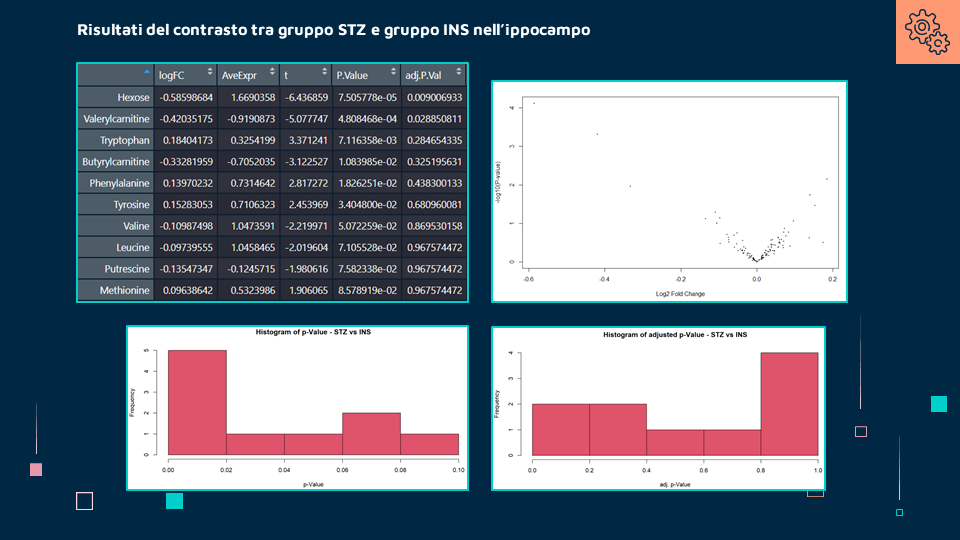 Risultati del contrasto tra gruppo STZ e gruppo INS nell'ippocampo
logFC AveExpr t P.Value adj.P.Val
Hexose -0.58598684 1.6690358 -6.436859 7.505778e-05 0.009006933
Valerylcarnitine -0.42035175 -0.9190873 -5.077747 4.808468e-04 0.028850811
Tryptophan 0.18404173 0.3254199 3.371241 7.116358e-03 0.284654335
Butyrylcarnitine -0.33281959 -0.7052035 -3.122527 1.083985e-02 0.325195631
Phenylalanine 0.13970232 0.7314642 2.817272 1.826251e-02 0.438300133
Tyrosine 0.15283053 0.7106323 2.453969 3.404800e-02 0.680960081
Valine -0.10987498 1.0473591 -2.219971 5.072259e-02 0.869530158
Leucine -0.09739555 1.0458465 -2.019604 7.105528e-02 0.967574472
Putrescine -0.13547347 -0.1245715 -1.980616 7.582338e-02 0.967574472
Methionine 0.09638642 0.5323986 1.906065 8.578919e-02 0.967574472
-log10(P-value)
4
3
2
1
0
-0.6 -0.4 -0.2 0.0 0.2
Log2 Fold Change
Histogram of p-Value - STZ vs INS
Frequency
5
4
3
2
1
0
0.00 0.02 0.04 0.06 0.08 0.10
p-Value
Histogram of adjusted p-Value - STZ vs INS
Frequency
4
3
2
1
0
0.0 0.2 0.4 0.6 0.8 1.0
adj. p-Value